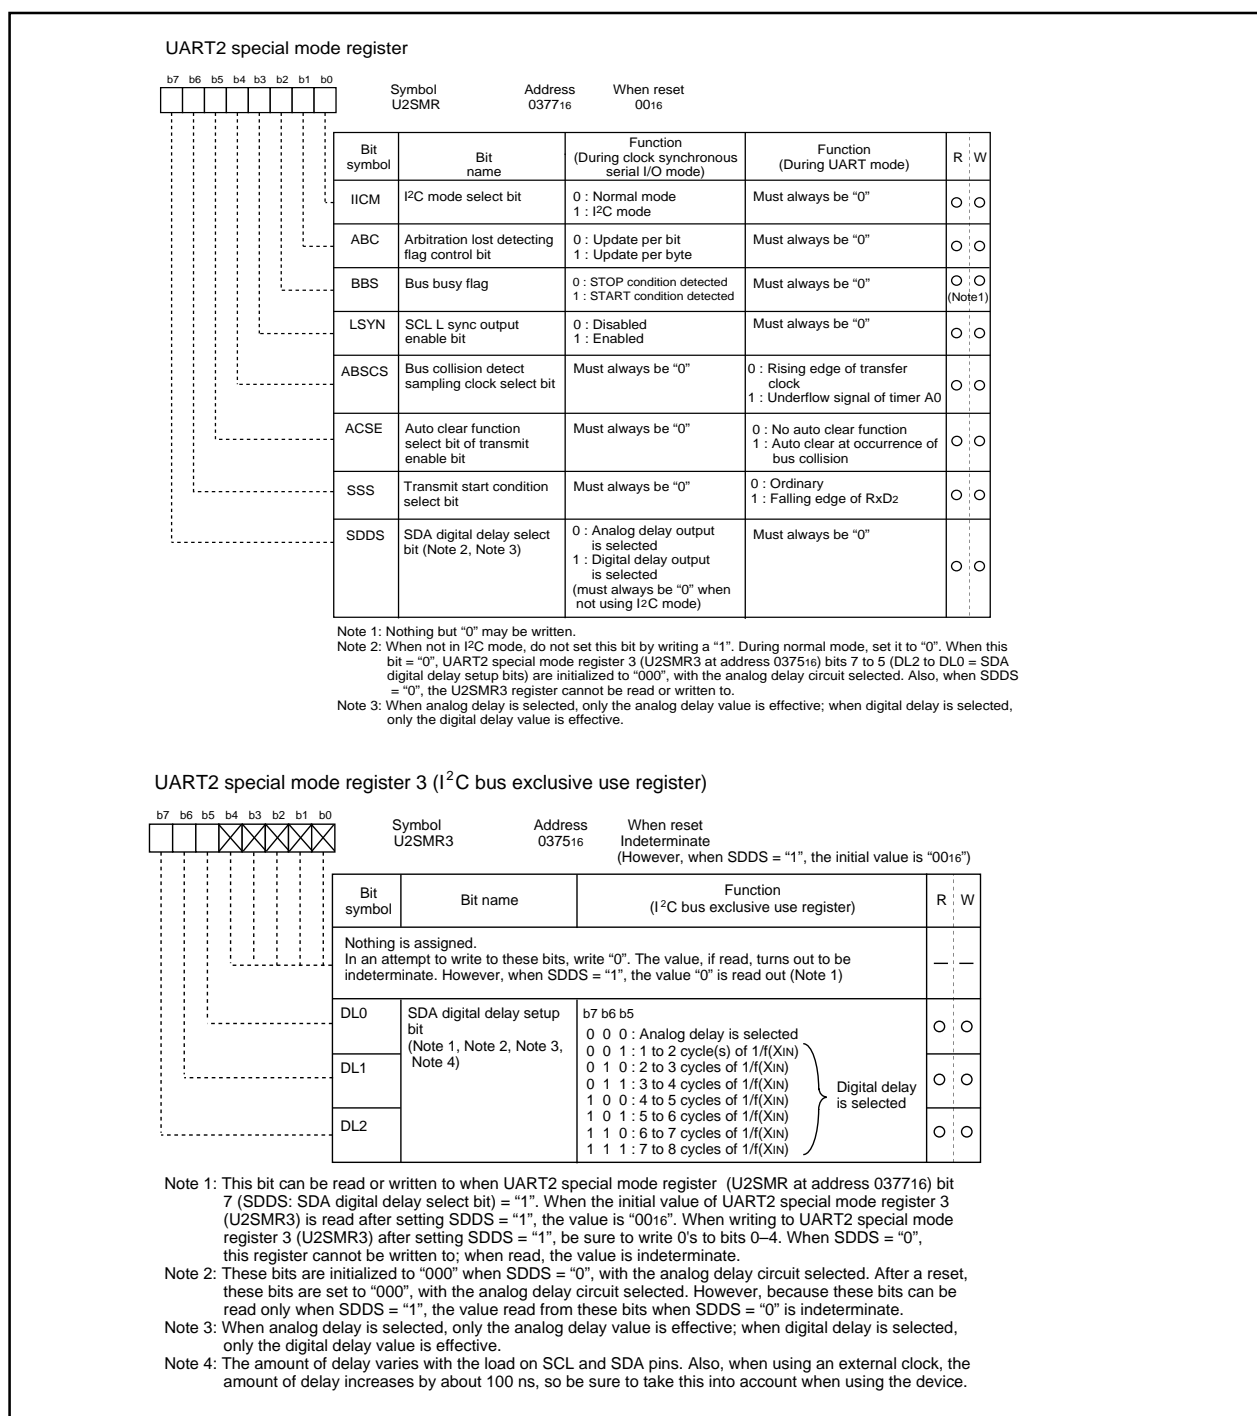 UART2 special mode register
b7 b6 b5 b4 b3 b2 b1 b0
Symbol Address When reset
U2SMR 037716 0016
Bit symbol Bit name Function (During clock synchronous serial I/O mode) Function (During UART mode) R W
IICM I2C mode select bit 0 : Normal mode 1 : I2C mode Must always be “0”
ABC Arbitration lost detecting flag control bit 0 : Update per bit 1 : Update per byte Must always be “0”
BBS Bus busy flag 0 : STOP condition detected 1 : START condition detected Must always be “0” (Note1)
LSYN SCL L sync output enable bit 0 : Disabled 1 : Enabled Must always be “0”
ABSCS Bus collision detect sampling clock select bit Must always be “0” 0 : Rising edge of transfer clock 1 : Underflow signal of timer A0
ACSE Auto clear function select bit of transmit enable bit Must always be “0” 0 : No auto clear function 1 : Auto clear at occurrence of bus collision
SSS Transmit start condition select bit Must always be “0” 0 : Ordinary 1 : Falling edge of RxD2
SDDS SDA digital delay select bit (Note 2, Note 3) 0 : Analog delay output is selected 1 : Digital delay output is selected (must always be “0” when not using I2C mode) Must always be “0”
Note 1: Nothing but “0” may be written.
Note 2: When not in I2C mode, do not set this bit by writing a “1”. During normal mode, set it to “0”. When this
bit = “0”, UART2 special mode register 3 (U2SMR3 at address 037516) bits 7 to 5 (DL2 to DL0 = SDA
digital delay setup bits) are initialized to “000”, with the analog delay circuit selected. Also, when SDDS
= “0”, the U2SMR3 register cannot be read or written to.
Note 3: When analog delay is selected, only the analog delay value is effective; when digital delay is selected,
only the digital delay value is effective.
UART2 special mode register 3 (I2C bus exclusive use register)
b7 b6 b5 b4 b3 b2 b1 b0
Symbol Address When reset
U2SMR3 037516 Indeterminate
(However, when SDDS = “1”, the initial value is “0016”)
Bit symbol Bit name Function (I2C bus exclusive use register) R W
Nothing is assigned.
In an attempt to write to these bits, write “0”. The value, if read, turns out to be
indeterminate. However, when SDDS = “1”, the value “0” is read out (Note 1)
— —
DL0 SDA digital delay setup bit (Note 1, Note 2, Note 3, Note 4)
DL1
DL2
b7 b6 b5
0 0 0 : Analog delay is selected
0 0 1 : 1 to 2 cycle(s) of 1/f(XIN)
0 1 0 : 2 to 3 cycles of 1/f(XIN)
0 1 1 : 3 to 4 cycles of 1/f(XIN)
1 0 0 : 4 to 5 cycles of 1/f(XIN)
1 0 1 : 5 to 6 cycles of 1/f(XIN)
1 1 0 : 6 to 7 cycles of 1/f(XIN)
1 1 1 : 7 to 8 cycles of 1/f(XIN)
Digital delay
is selected
Note 1: This bit can be read or written to when UART2 special mode register (U2SMR at address 037716) bit
7 (SDDS: SDA digital delay select bit) = “1”. When the initial value of UART2 special mode register 3
(U2SMR3) is read after setting SDDS = “1”, the value is “0016”. When writing to UART2 special mode
register 3 (U2SMR3) after setting SDDS = “1”, be sure to write 0's to bits 0–4. When SDDS = “0”,
this register cannot be written to; when read, the value is indeterminate.
Note 2: These bits are initialized to “000” when SDDS = “0”, with the analog delay circuit selected. After a reset,
these bits are set to “000”, with the analog delay circuit selected. However, because these bits can be
read only when SDDS = “1”, the value read from these bits when SDDS = “0” is indeterminate.
Note 3: When analog delay is selected, only the analog delay value is effective; when digital delay is selected,
only the digital delay value is effective.
Note 4: The amount of delay varies with the load on SCL and SDA pins. Also, when using an external clock, the
amount of delay increases by about 100 ns, so be sure to take this into account when using the device.